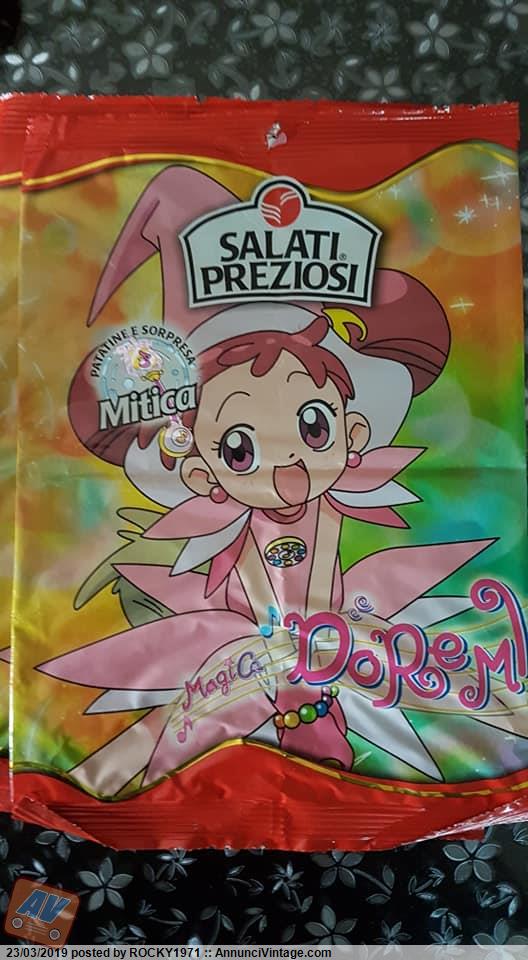 SALATI
PREZIOSI®
PATATINE E SORPRESA
Mitica
MagiCa
DoReMi
AV
23/03/2019 posted by ROCKY1971 :: AnnunciVintage.com